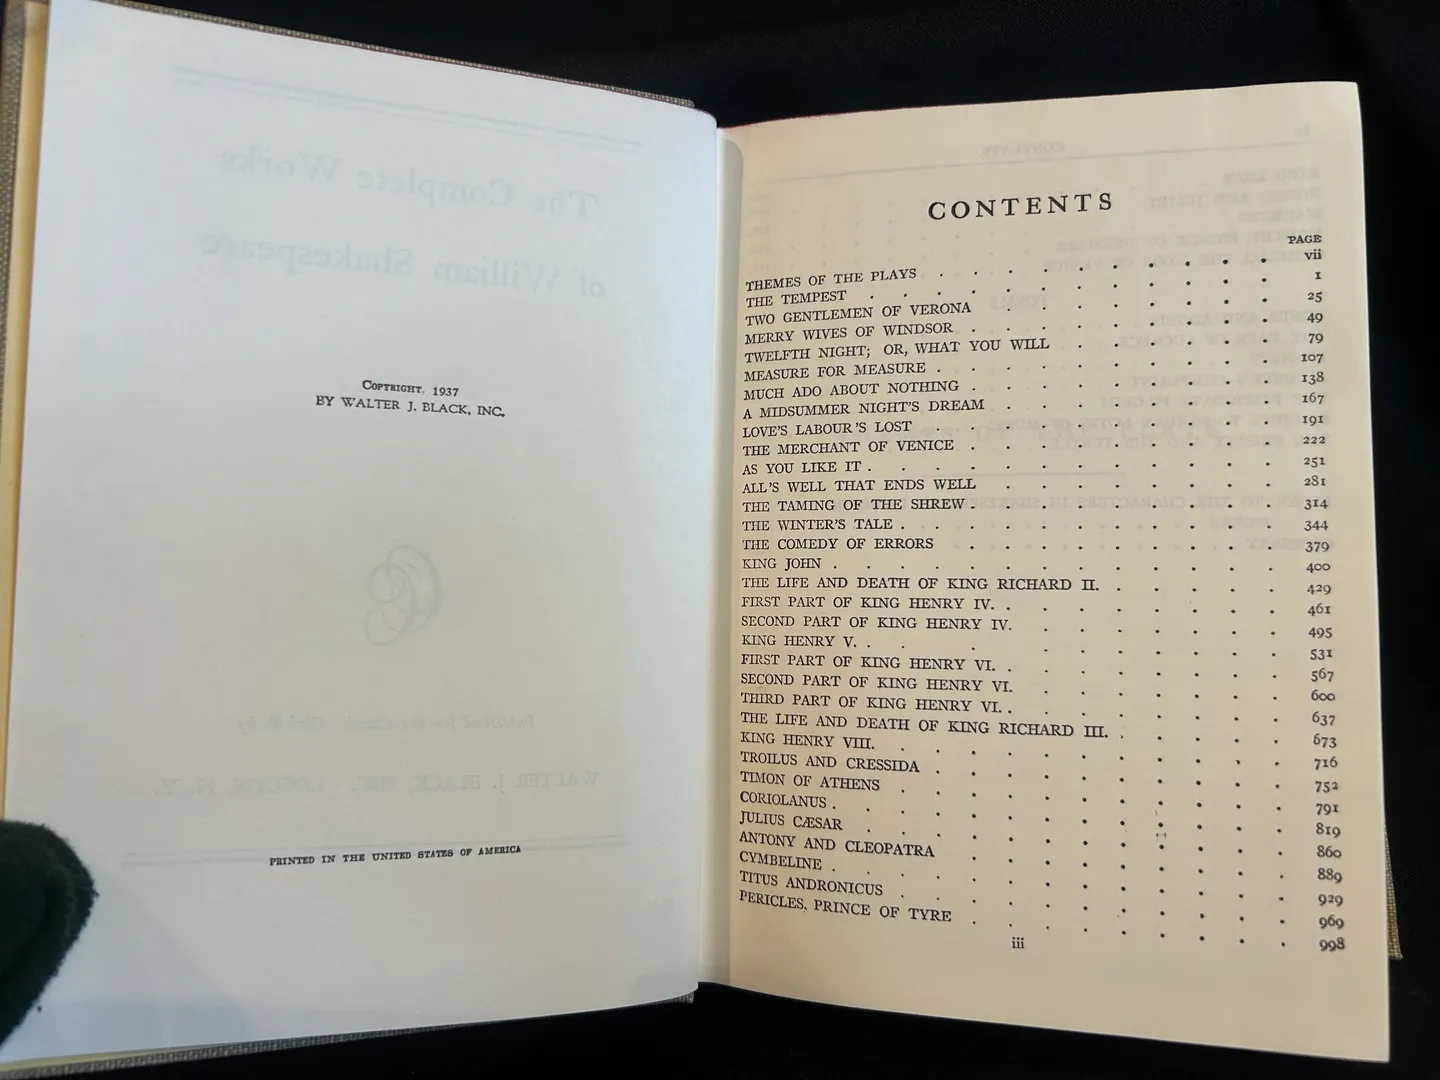 COPYRIGHT, 1937
BY WALTER J. BLACK, INC.
PRINTED IN THE UNITED STATES OF AMERICA
CONTENTS
PAGE
THEMES OF THE PLAYS . . . . . . . . . . vii
THE TEMPEST . . . . . . . . . . . . 1
TWO GENTLEMEN OF VERONA . . . . . . . . 25
MERRY WIVES OF WINDSOR . . . . . . . . . 49
TWELFTH NIGHT; OR, WHAT YOU WILL . . . . . . 79
MEASURE FOR MEASURE . . . . . . . . . . 107
MUCH ADO ABOUT NOTHING . . . . . . . . . 138
A MIDSUMMER NIGHT'S DREAM . . . . . . . . 167
LOVE'S LABOUR'S LOST . . . . . . . . . . 191
THE MERCHANT OF VENICE . . . . . . . . . 222
AS YOU LIKE IT . . . . . . . . . . . . 251
ALL'S WELL THAT ENDS WELL . . . . . . . . 281
THE TAMING OF THE SHREW . . . . . . . . . 314
THE WINTER'S TALE . . . . . . . . . . . 344
THE COMEDY OF ERRORS . . . . . . . . . . 379
KING JOHN . . . . . . . . . . . . . 400
THE LIFE AND DEATH OF KING RICHARD II. . . . . . 429
FIRST PART OF KING HENRY IV. . . . . . . . . 461
SECOND PART OF KING HENRY IV. . . . . . . . 495
KING HENRY V. . . . . . . . . . . . 531
FIRST PART OF KING HENRY VI. . . . . . . . . 567
SECOND PART OF KING HENRY VI. . . . . . . . 600
THIRD PART OF KING HENRY VI. . . . . . . . . 637
THE LIFE AND DEATH OF KING RICHARD III. . . . . . 673
KING HENRY VIII. . . . . . . . . . . . 716
TROILUS AND CRESSIDA . . . . . . . . . . 752
TIMON OF ATHENS . . . . . . . . . . . 791
CORIOLANUS . . . . . . . . . . . . . 819
JULIUS CÆSAR . . . . . . . . . . . . 860
ANTONY AND CLEOPATRA . . . . . . . . . 889
CYMBELINE . . . . . . . . . . . . . 929
TITUS ANDRONICUS . . . . . . . . . . . 969
PERICLES, PRINCE OF TYRE . . . . . . . . . 998
iii